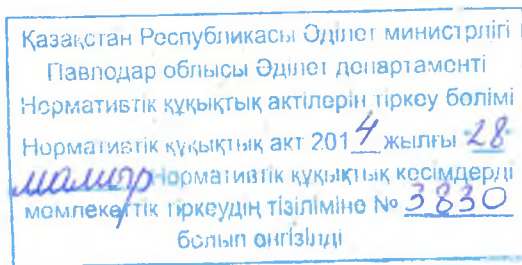 Қазақстан Республикасы Әділет министрлігі
Павлодар облысы Әділет департаменті
Нормативтік құқықтық актілерін тіркеу бөлімі
Нормативтік құқықтық акт 2014 жылғы 28
мамыр Нормативтік құқықтық кесімдерді
мемлекеттік тіркеудің тізіліміне № 3830
болып енгізілді